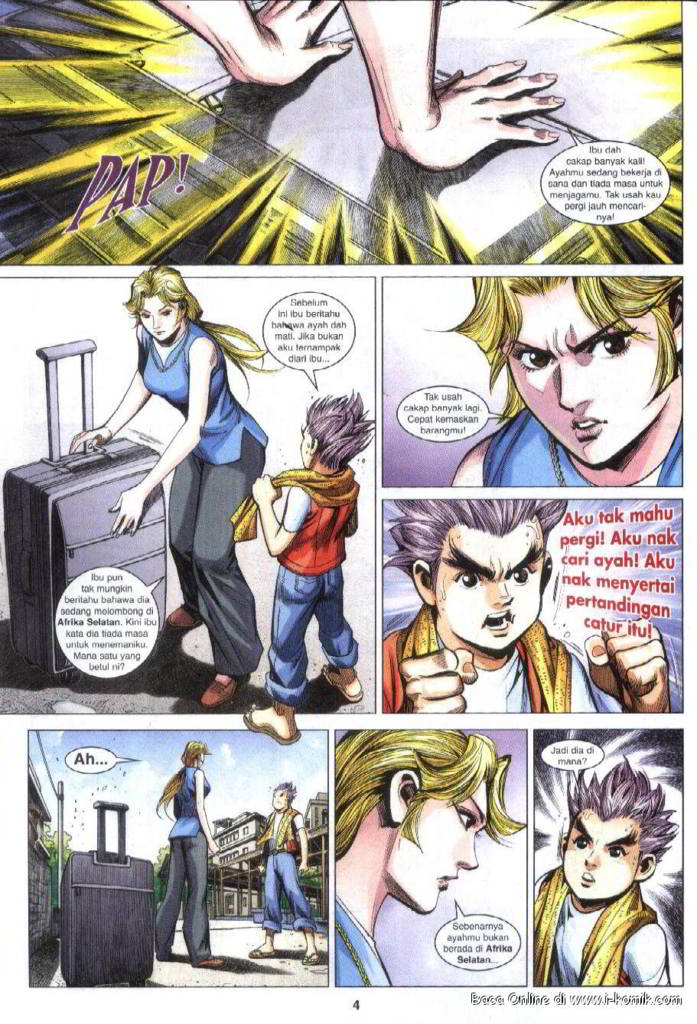 PAP!
Ibu dah
cakap banyak kali!
Ayahmu sedang bekerja di
sana dan tiada masa untuk
menjagamu. Tak usah kau
pergi jauh mencari-
nya!
Sebelum
ini ibu beritahu
bahawa ayah dah
mati. Jika bukan
aku ternampak
diari ibu...
Ibu pun
tak mungkin
beritahu bahawa dia
sedang melombong di
Afrika Selatan. Kini ibu
kata dia tiada masa
untuk menemaniku.
Mana satu yang
betul ni?
Tak usah
cakap banyak lagi.
Cepat kemaskan
barangmu!
Aku tak mahu
pergi! Aku nak
cari ayah! Aku
nak menyertai
pertandingan
catur itu!
Ah...
Sebenarnya
ayahmu bukan
berada di Afrika
Selatan...
Jadi dia di
mana?
4
Baca Online di www.i-komik.com